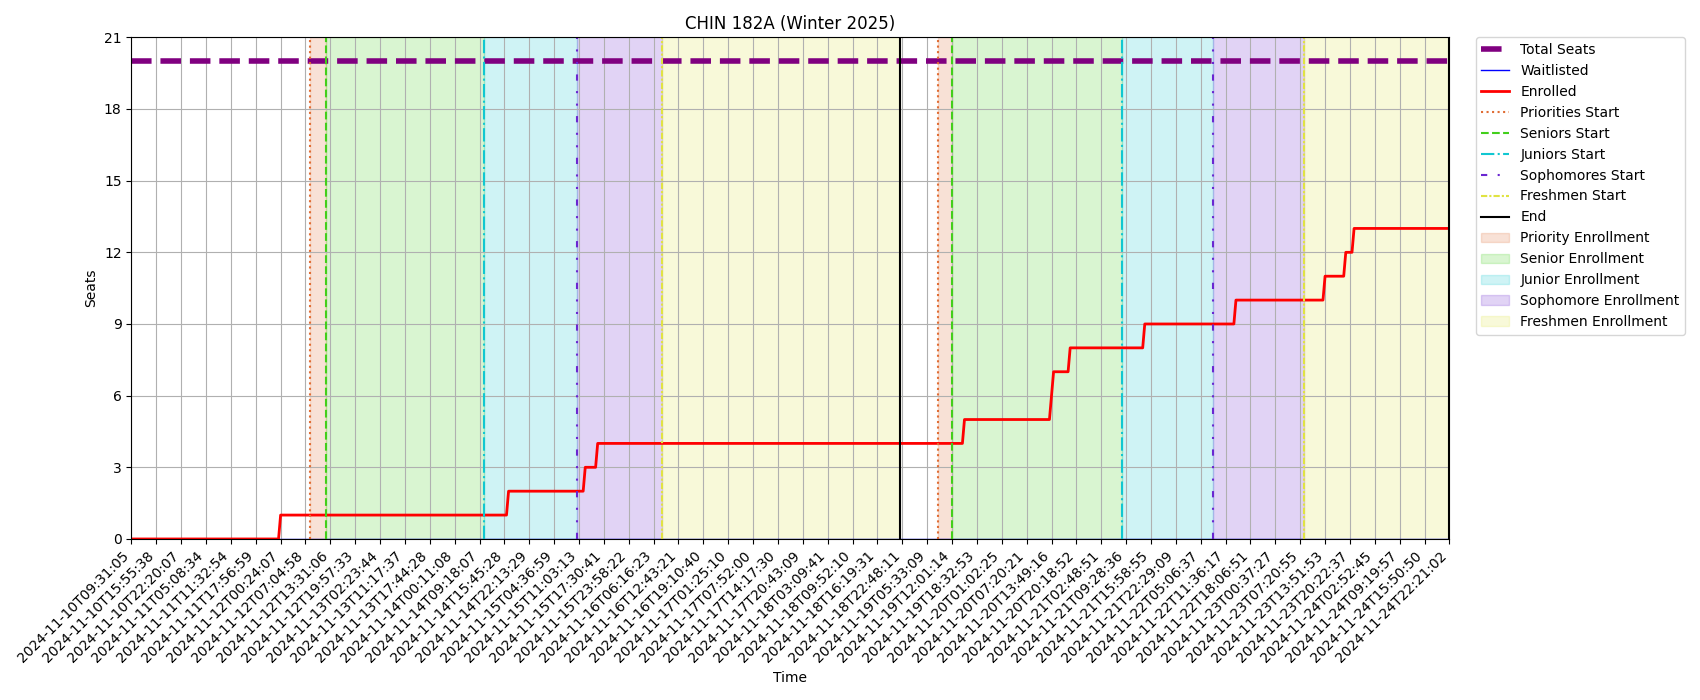 CHIN 182A (Winter 2025)
21
18
15
12
9
6
3
0
Seats
2024-11-10T09:31:05
2024-11-10T15:55:38
2024-11-10T22:20:07
2024-11-11T05:08:34
2024-11-11T11:32:54
2024-11-11T17:56:59
2024-11-12T00:24:07
2024-11-12T07:04:58
2024-11-12T13:31:06
2024-11-12T19:57:33
2024-11-13T02:23:44
2024-11-13T11:17:37
2024-11-13T17:44:28
2024-11-14T00:11:08
2024-11-14T09:18:07
2024-11-14T15:45:28
2024-11-14T22:13:29
2024-11-15T04:36:59
2024-11-15T11:03:13
2024-11-15T17:30:41
2024-11-15T23:58:22
2024-11-16T06:16:23
2024-11-16T12:43:21
2024-11-16T19:10:40
2024-11-17T01:25:10
2024-11-17T07:52:00
2024-11-17T14:17:30
2024-11-17T20:43:09
2024-11-18T03:09:41
2024-11-18T09:52:10
2024-11-18T16:19:31
2024-11-18T22:48:11
2024-11-19T05:33:09
2024-11-19T12:01:14
2024-11-19T18:32:53
2024-11-20T01:02:25
2024-11-20T07:20:21
2024-11-20T13:49:16
2024-11-20T20:18:52
2024-11-21T02:48:51
2024-11-21T09:28:36
2024-11-21T15:58:55
2024-11-21T22:29:09
2024-11-22T05:06:37
2024-11-22T11:36:17
2024-11-22T18:06:51
2024-11-23T00:37:27
2024-11-23T07:20:55
2024-11-23T13:51:53
2024-11-23T20:22:37
2024-11-24T02:52:45
2024-11-24T09:19:57
2024-11-24T15:50:50
2024-11-24T22:21:02
Time
Total Seats
Waitlisted
Enrolled
Priorities Start
Seniors Start
Juniors Start
Sophomores Start
Freshmen Start
End
Priority Enrollment
Senior Enrollment
Junior Enrollment
Sophomore Enrollment
Freshmen Enrollment